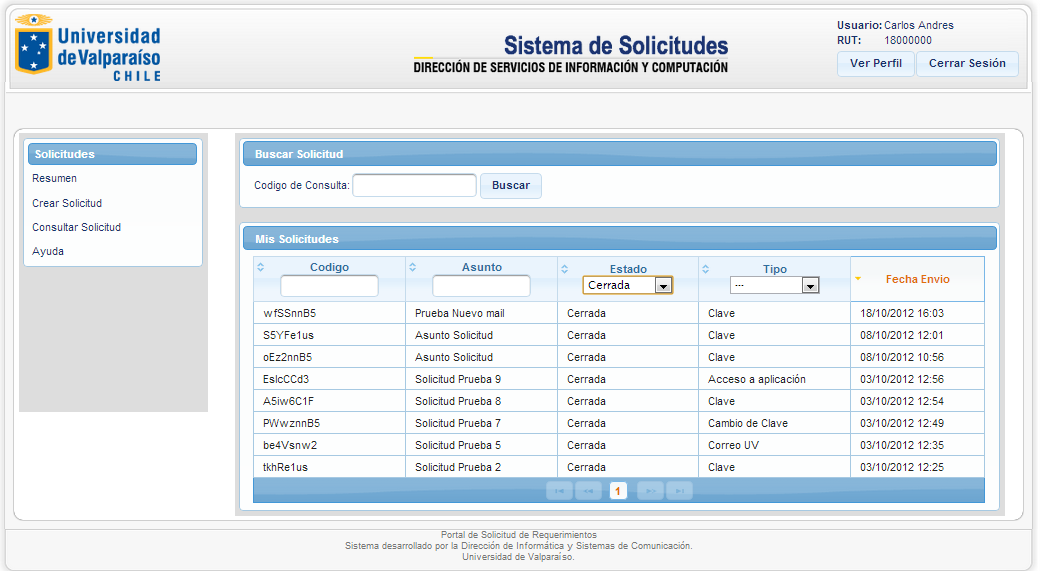 Universidad
de Valparaíso
CHILE
Sistema de Solicitudes
DIRECCIÓN DE SERVICIOS DE INFORMACIÓN Y COMPUTACIÓN
Usuario: Carlos Andres
RUT: 18000000
Ver Perfil Cerrar Sesión
Solicitudes
Resumen
Crear Solicitud
Consultar Solicitud
Ayuda
Buscar Solicitud
Codigo de Consulta: Buscar
Mis Solicitudes
Codigo Asunto Estado Tipo Fecha Envio
Cerrada ---
wfSSnnB5 Prueba Nuevo mail Cerrada Clave 18/10/2012 16:03
S5YFe1us Asunto Solicitud Cerrada Clave 08/10/2012 12:01
oEz2nnB5 Asunto Solicitud Cerrada Clave 08/10/2012 10:56
EslcCCd3 Solicitud Prueba 9 Cerrada Acceso a aplicación 03/10/2012 12:56
A5iw6C1F Solicitud Prueba 8 Cerrada Clave 03/10/2012 12:54
PWwznnB5 Solicitud Prueba 7 Cerrada Cambio de Clave 03/10/2012 12:49
be4Vsnw2 Solicitud Prueba 5 Cerrada Correo UV 03/10/2012 12:35
tkhRe1us Solicitud Prueba 2 Cerrada Clave 03/10/2012 12:25
1
Portal de Solicitud de Requerimientos
Sistema desarrollado por la Dirección de Informática y Sistemas de Comunicación.
Universidad de Valparaíso.